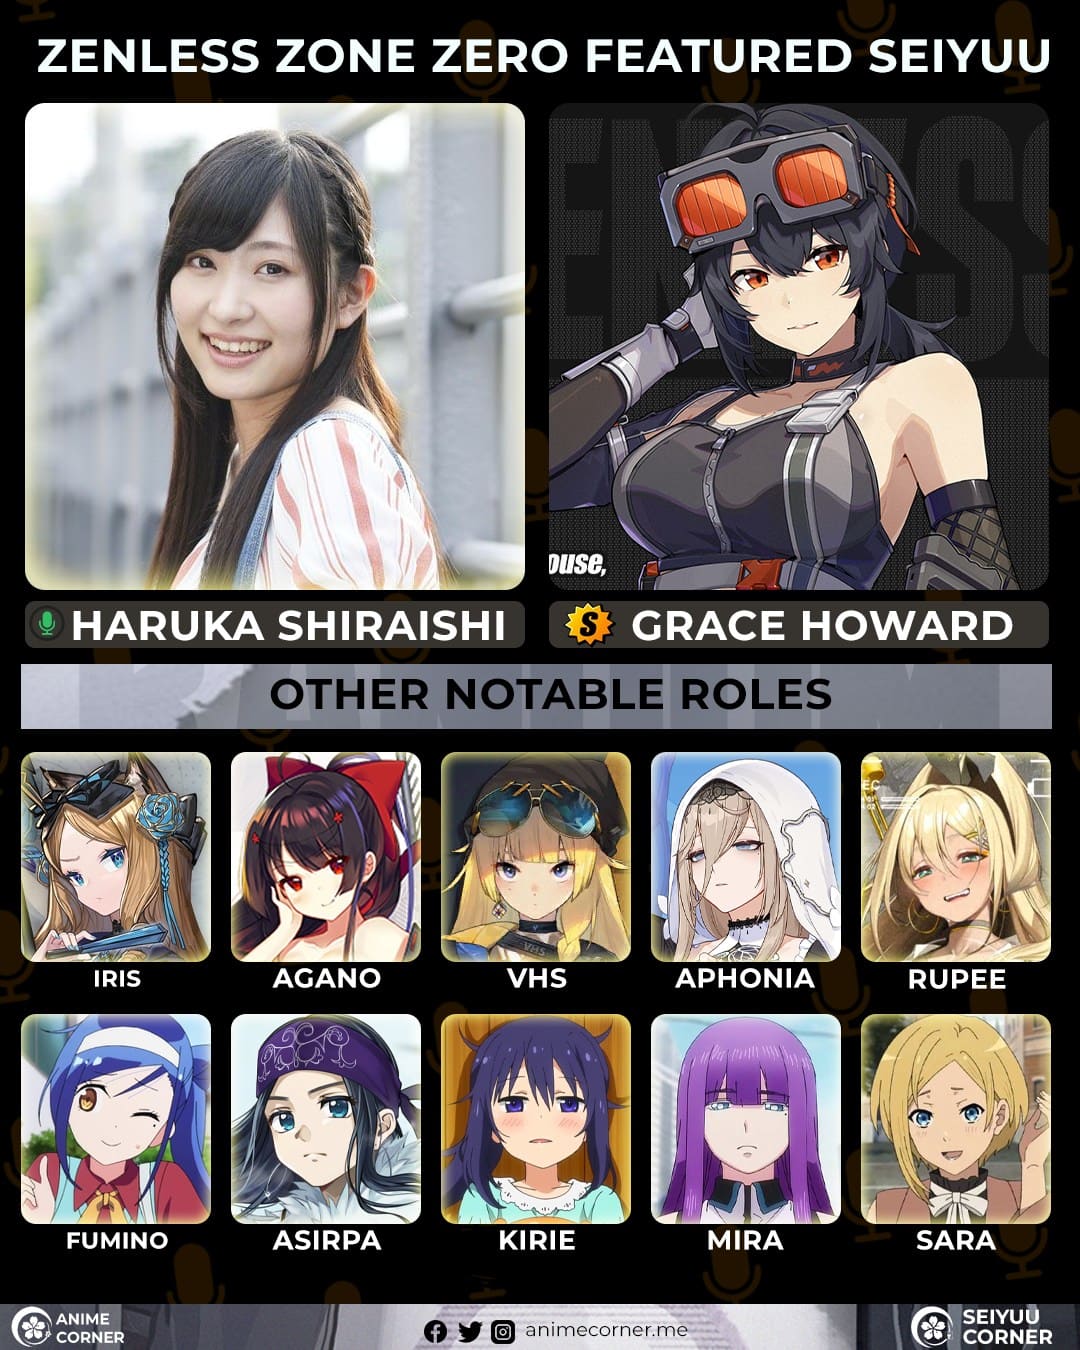 ZENLESS ZONE ZERO FEATURED SEIYUU
ouse,
HARUKA SHIRAISHI
S GRACE HOWARD
OTHER NOTABLE ROLES
VHS
IRIS
AGANO
VHS
APHONIA
RUPEE
FUMINO
ASIRPA
KIRIE
MIRA
SARA
ANIME
CORNER
animecorner.me
SEIYUU
CORNER